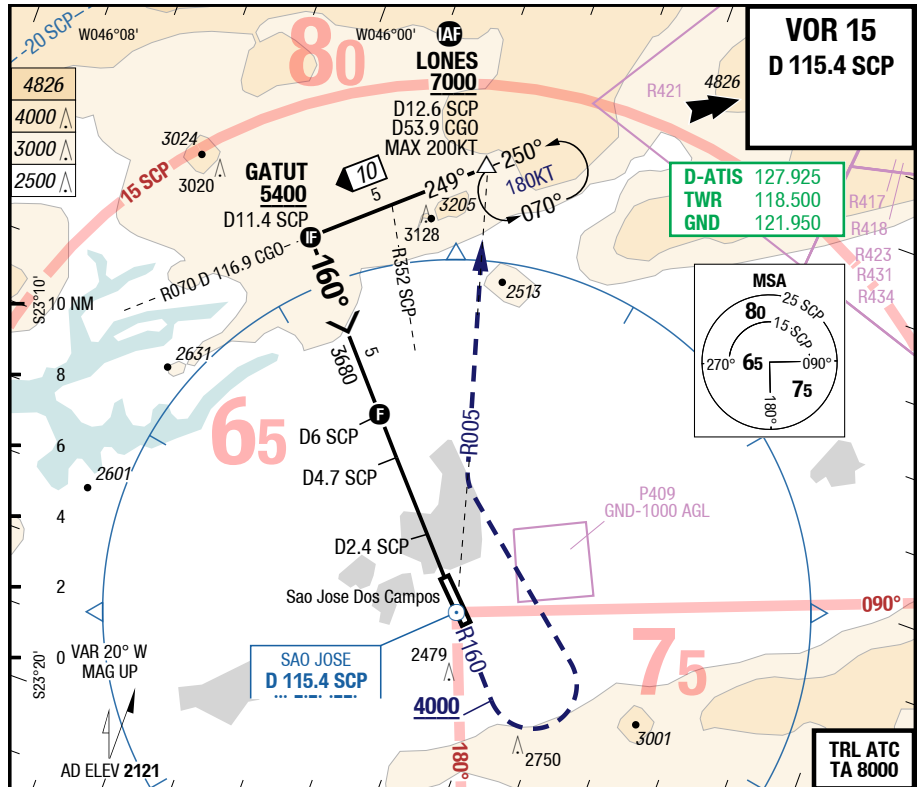 -20 SCP-
W046°08'
W046°00'
IAF
LONES
7000
D12.6 SCP
D53.9 CGO
MAX 200KT
VOR 15
D 115.4 SCP
80
4826
4000
3000
2500
R421
4826
3024
3020
15 SCP
GATUT
5400
D11.4 SCP
10
5
249°
250°
180KT
070°
3205
3128
D-ATIS 127.925
TWR 118.500
GND 121.950
R417
R418
R423
R431
R434
IF
160°
R070 D 116.9 CGO
R352 SCP
2513
S23°10'
10 NM
MSA
25 SCP
80
15 SCP
270°
65
090°
75
180°
2631
5
3680
8
F
D6 SCP
R005
65
6
D4.7 SCP
2601
P409
GND-1000 AGL
4
D2.4 SCP
2
Sao Jose Dos Campos
090°
0
S23°20'
VAR 20° W
MAG UP
SAO JOSE
D 115.4 SCP
2479
R160
75
4000
3001
2750
180°
AD ELEV 2121
TRL ATC
TA 8000